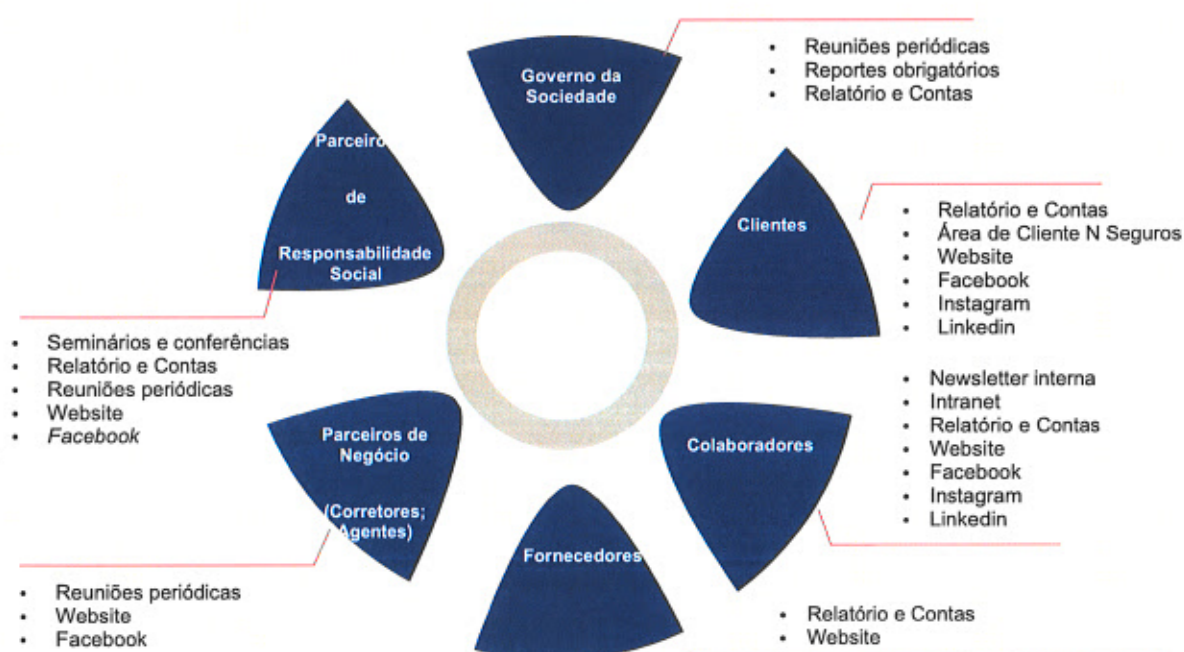 Governo da
Sociedade
• Reuniões periódicas
• Reportes obrigatórios
• Relatório e Contas
Clientes
• Relatório e Contas
• Área de Cliente N Seguros
• Website
• Facebook
• Instagram
• Linkedin
Colaboradores
• Newsletter interna
• Intranet
• Relatório e Contas
• Website
• Facebook
• Instagram
• Linkedin
Fornecedores
• Relatório e Contas
• Website
Parceiros de
Negócio
(Corretores;
Agentes)
• Reuniões periódicas
• Website
• Facebook
Parceiro
de
Responsabilidade
Social
• Seminários e conferências
• Relatório e Contas
• Reuniões periódicas
• Website
• Facebook